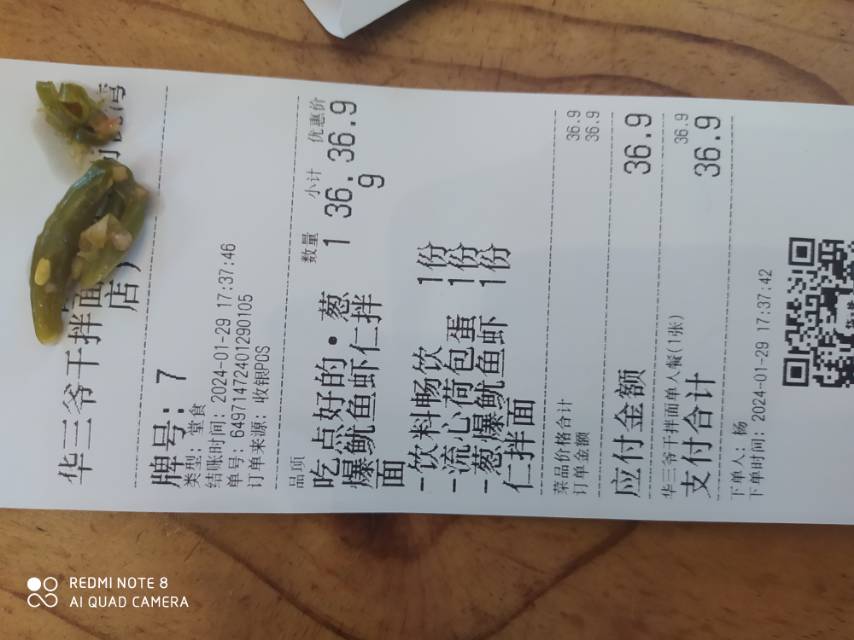 华三爷干拌面
湾
店)
牌号: 7
类型: 堂食
结账时间: 2024-01-29 17:37:46
单号: 64971472401290105
订单来源: 收银POS
品项 数量 小计 优惠价
吃点好的·葱 1 36. 36.9
爆鱿鱼虾仁拌 9
面
-饮料畅饮 1份
-流心荷包蛋 1份
-葱爆鱿鱼虾 1份
仁拌面
菜品价格合计 36.9
订单金额 36.9
应付金额 36.9
华三爷干拌面单人餐(1张) 36.9
支付合计 36.9
下单人: 杨
下单时间: 2024-01-29 17:37:42
REDMI NOTE 8
AI QUAD CAMERA